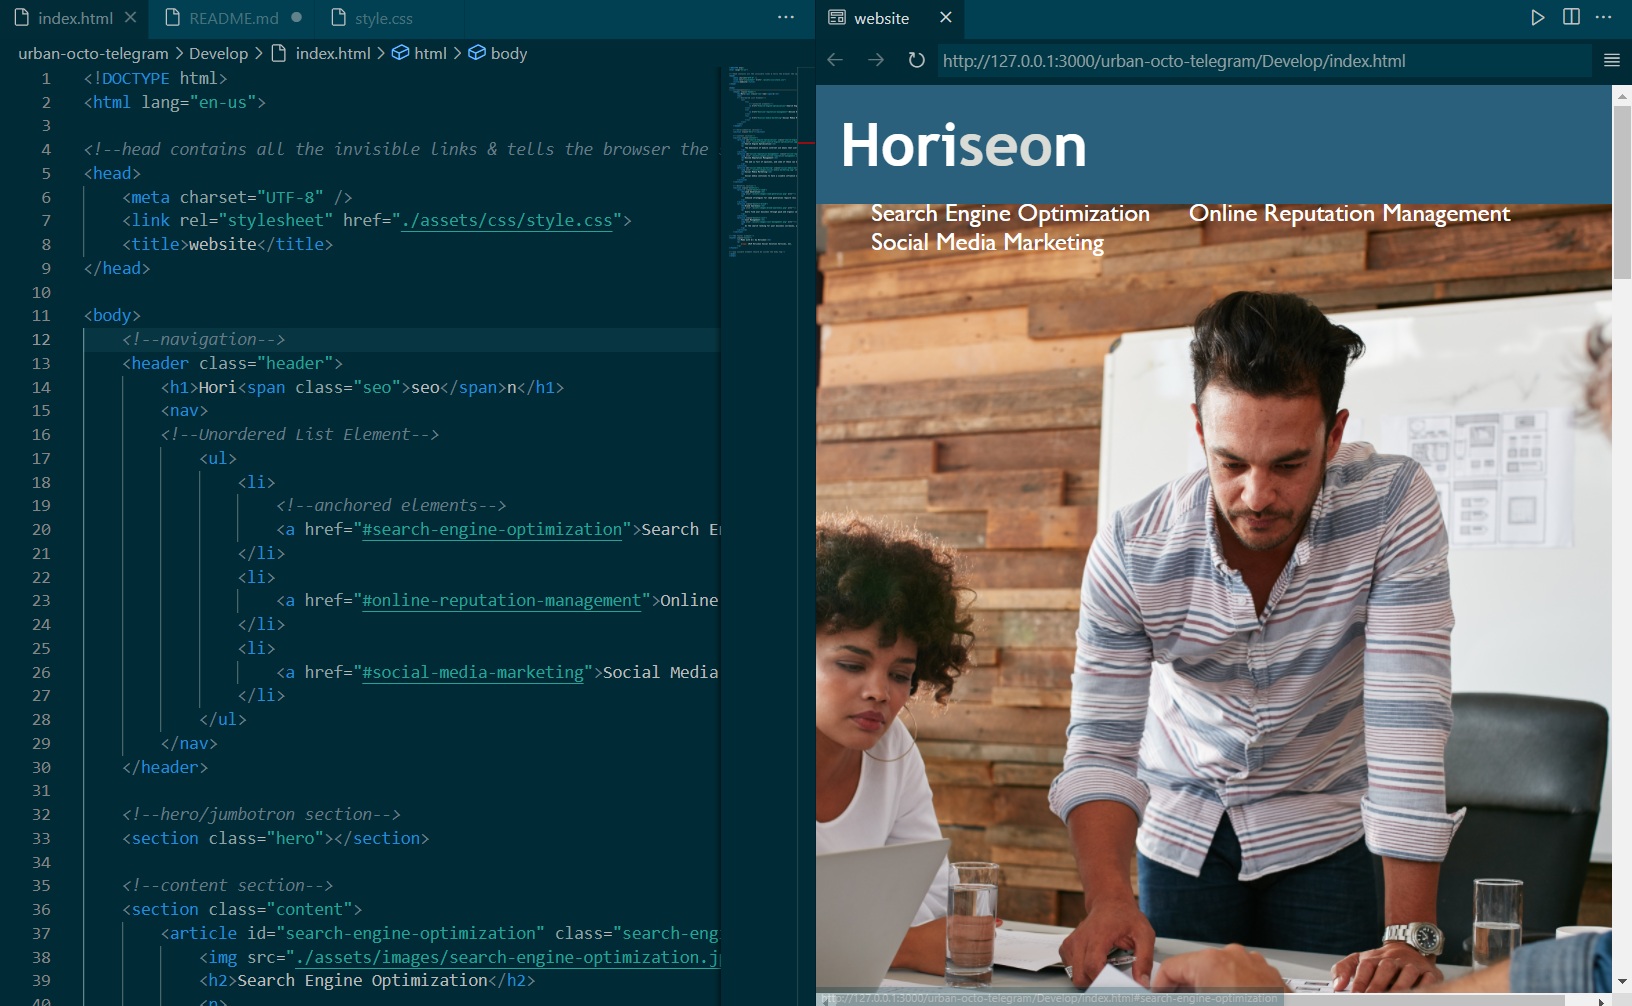 index.html
README.md
style.css
website
urban-octo-telegram > Develop > index.html > html > body
http://127.0.0.1:3000/urban-octo-telegram/Develop/index.html
1 <!DOCTYPE html>
2 <html lang="en-us">
3
4 <!--head contains all the invisible links & tells the browser the
5 <head>
6 <meta charset="UTF-8" />
7 <link rel="stylesheet" href="./assets/css/style.css">
8 <title>website</title>
9 </head>
10
11 <body>
12 <!--navigation-->
13 <header class="header">
14 <h1>Hori<span class="seo">seo</span>n</h1>
15 <nav>
16 <!--Unordered List Element-->
17 <ul>
18 <li>
19 <!--anchored elements-->
20 <a href="#search-engine-optimization">Search E
21 </li>
22 <li>
23 <a href="#online-reputation-management">Online
24 </li>
25 <li>
26 <a href="#social-media-marketing">Social Media
27 </li>
28 </ul>
29 </nav>
30 </header>
31
32 <!--hero/jumbotron section-->
33 <section class="hero"></section>
34
35 <!--content section-->
36 <section class="content">
37 <article id="search-engine-optimization" class="search-eng
38 <img src="./assets/images/search-engine-optimization.j
39 <h2>Search Engine Optimization</h2>
40 <p>
Horiseon
Search Engine Optimization Online Reputation Management
Social Media Marketing
http://127.0.0.1:3000/urban-octo-telegram/Develop/index.html#search-engine-optimization